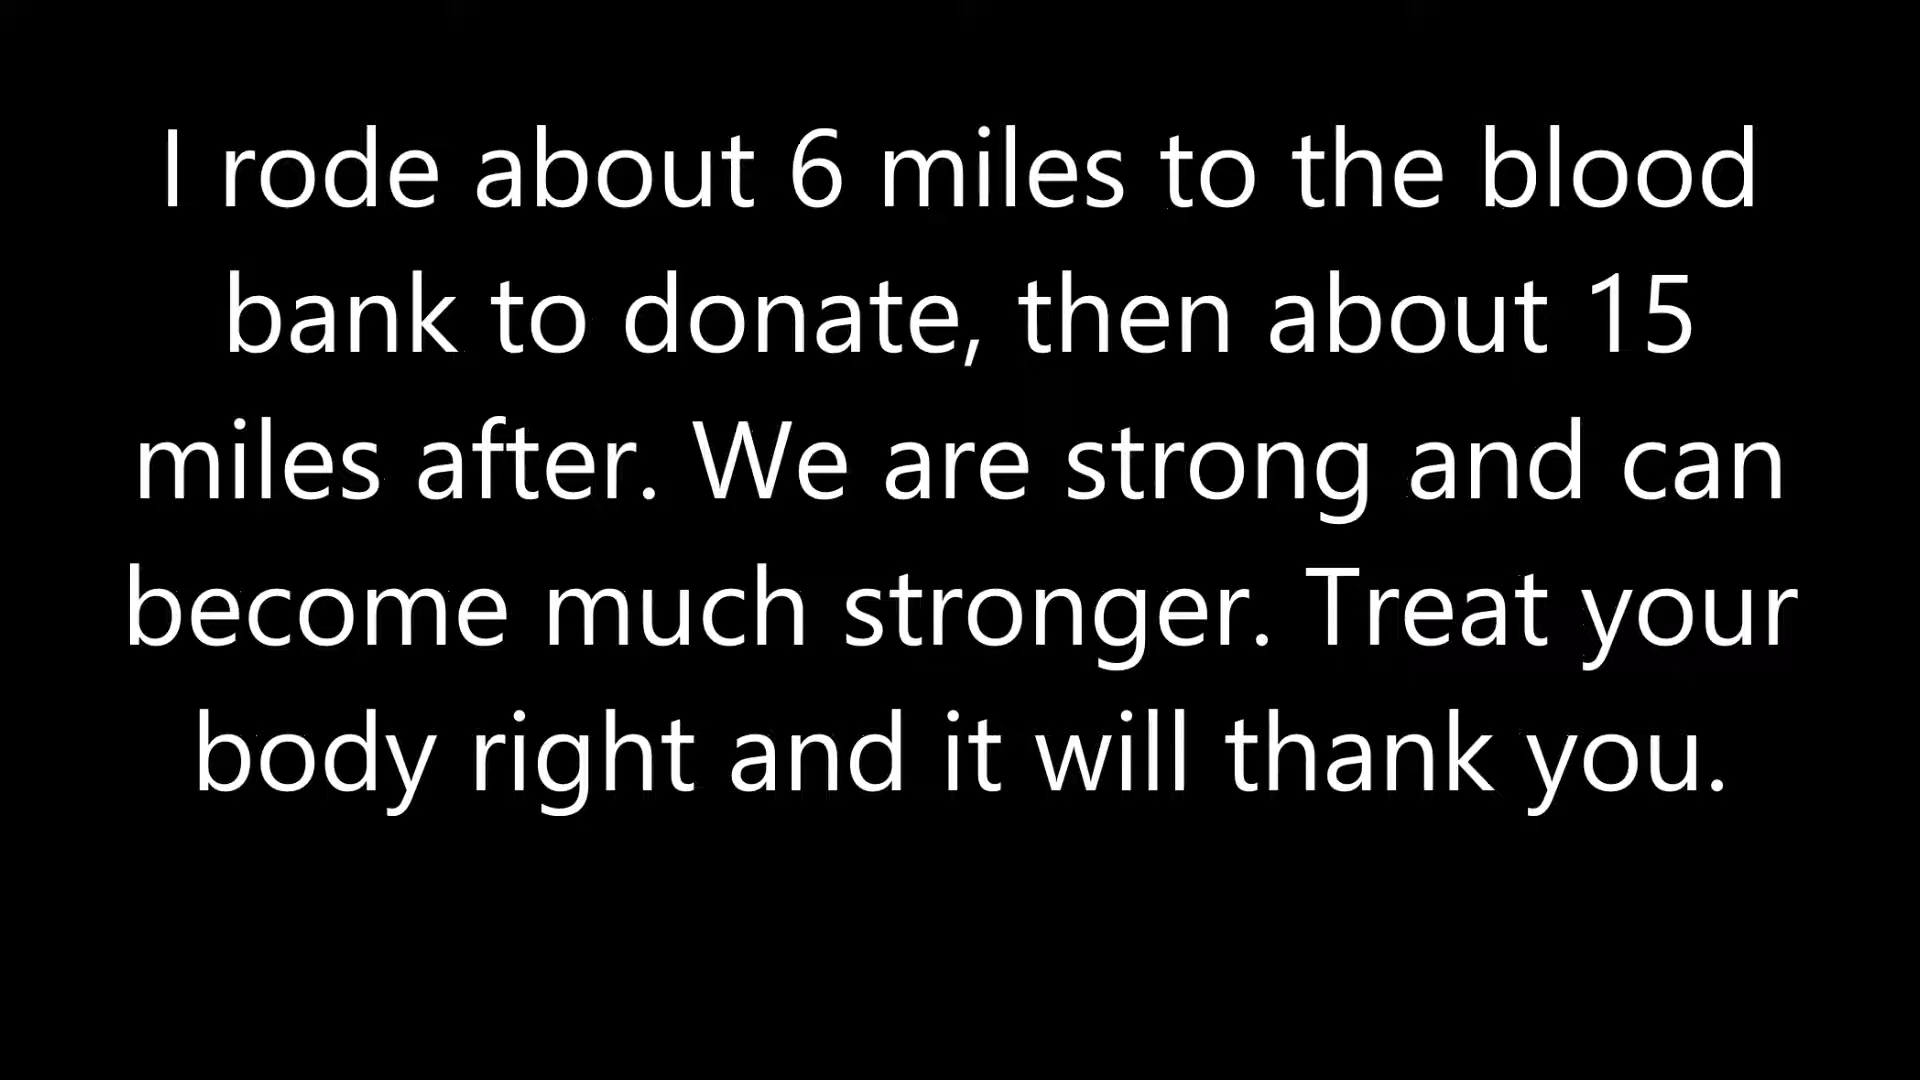 I rode about 6 miles to the blood
bank to donate, then about 15
miles after. We are strong and can
become much stronger. Treat your
body right and it will thank you.